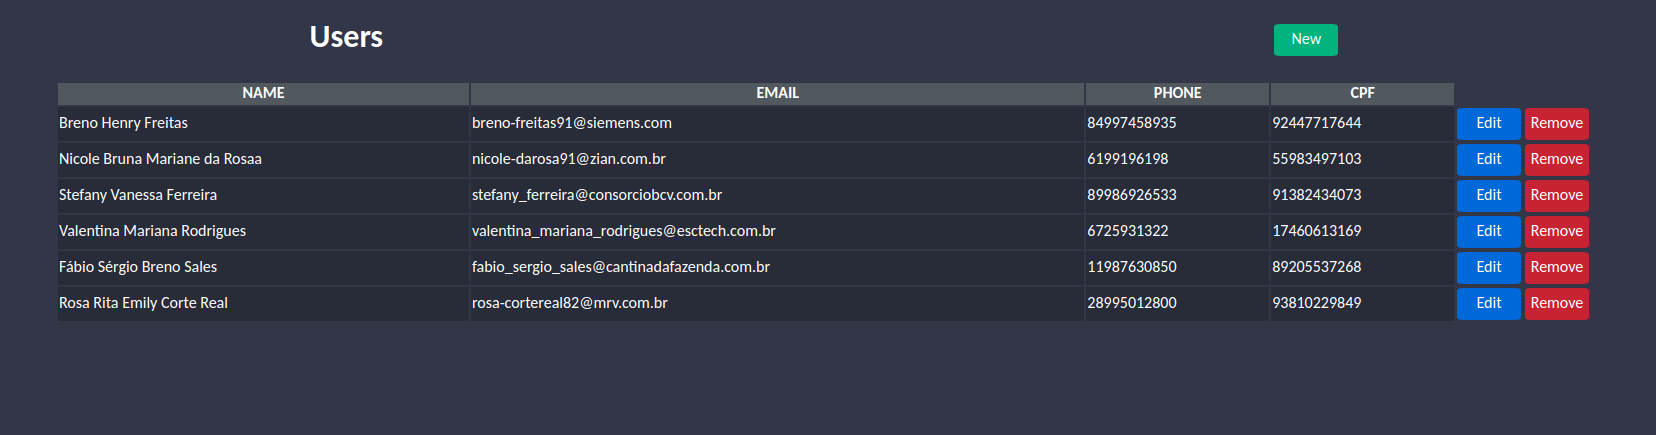 Users New
NAME EMAIL PHONE CPF
Breno Henry Freitas breno-freitas91@siemens.com 84997458935 92447717644 Edit Remove
Nicole Bruna Mariane da Rosaa nicole-darosa91@zian.com.br 6199196198 55983497103 Edit Remove
Stefany Vanessa Ferreira stefany_ferreira@consorciobcv.com.br 89986926533 91382434073 Edit Remove
Valentina Mariana Rodrigues valentina_mariana_rodrigues@esctech.com.br 6725931322 17460613169 Edit Remove
Fábio Sérgio Breno Sales fabio_sergio_sales@cantinadafazenda.com.br 11987630850 89205537268 Edit Remove
Rosa Rita Emily Corte Real rosa-cortereal82@mrv.com.br 28995012800 93810229849 Edit Remove